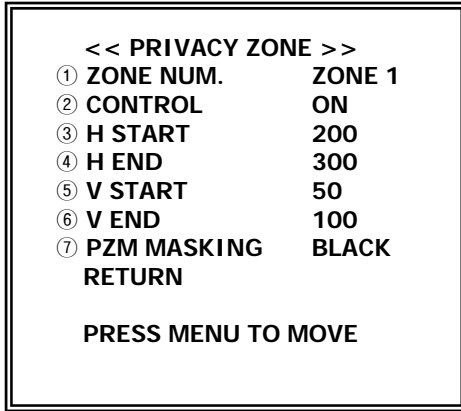 << PRIVACY ZONE >>
① ZONE NUM. ZONE 1
② CONTROL ON
③ H START 200
④ H END 300
⑤ V START 50
⑥ V END 100
⑦ PZM MASKING BLACK
RETURN
PRESS MENU TO MOVE